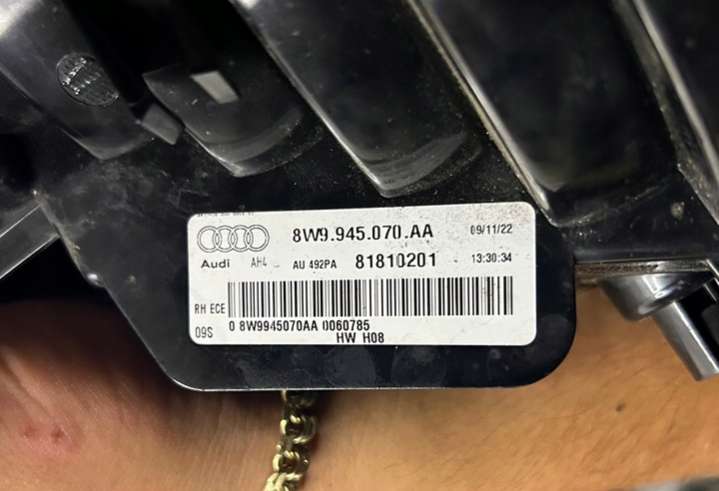 8W9.945.070.AA 09/11/22
Audi AH4 AU 492PA 81810201 13:30:34
RH ECE
09S 0 8W9945070AA 0060785
HW H08